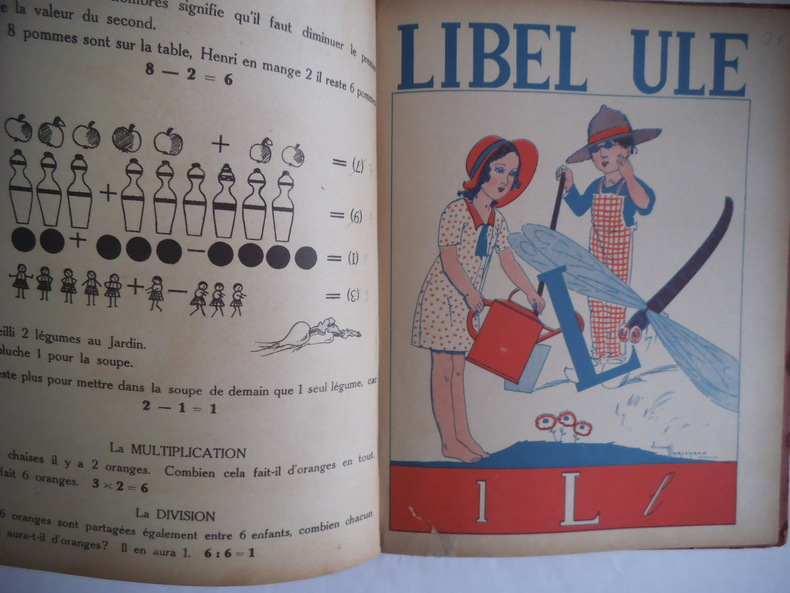 nombres signifie qu'il faut diminuer le
la valeur du second.
8 pommes sont sur la table, Henri en mange 2 il reste 6 pommes
8 — 2 = 6
+ = (7)
+ = (9)
+ — = (1)
+ — = (3)
2 légumes au Jardin.
1 pour la soupe.
plus pour mettre dans la soupe de demain que 1 seul légume, car
2 — 1 = 1
La MULTIPLICATION
chaises il y a 2 oranges. Combien cela fait-il d'oranges en tout.
fait 6 oranges. 3 × 2 = 6
La DIVISION
6 oranges sont partagées également entre 6 enfants, combien chacun
aura-t-il d'oranges? Il en aura 1. 6 : 6 = 1
LIBEL ULE
L
l L l